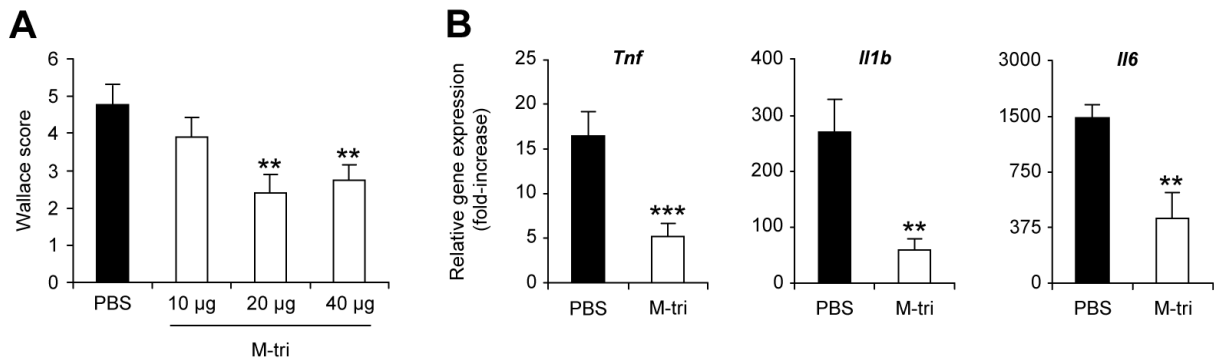 A
Wallace score
6
5
4
3
2
1
0
**
**
PBS
10 µg
20 µg
40 µg
M-tri
B
Relative gene expression
(fold-increase)
Tnf
25
20
15
10
5
0
***
PBS
M-tri
Il1b
400
300
200
100
0
**
PBS
M-tri
Il6
3000
1500
750
375
0
**
PBS
M-tri